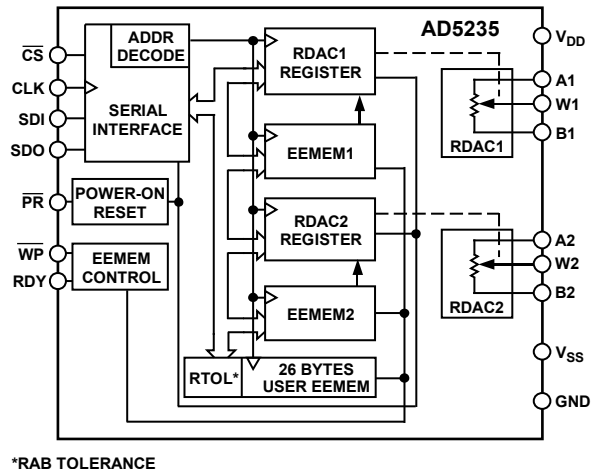 AD5235
ADDR
DECODE
SERIAL
INTERFACE
CS
CLK
SDI
SDO
PR
WP
RDY
POWER-ON
RESET
EEMEM
CONTROL
RDAC1
REGISTER
EEMEM1
RDAC2
REGISTER
EEMEM2
RTOL*
26 BYTES
USER EEMEM
RDAC1
RDAC2
VDD
A1
W1
B1
A2
W2
B2
VSS
GND
*RAB TOLERANCE